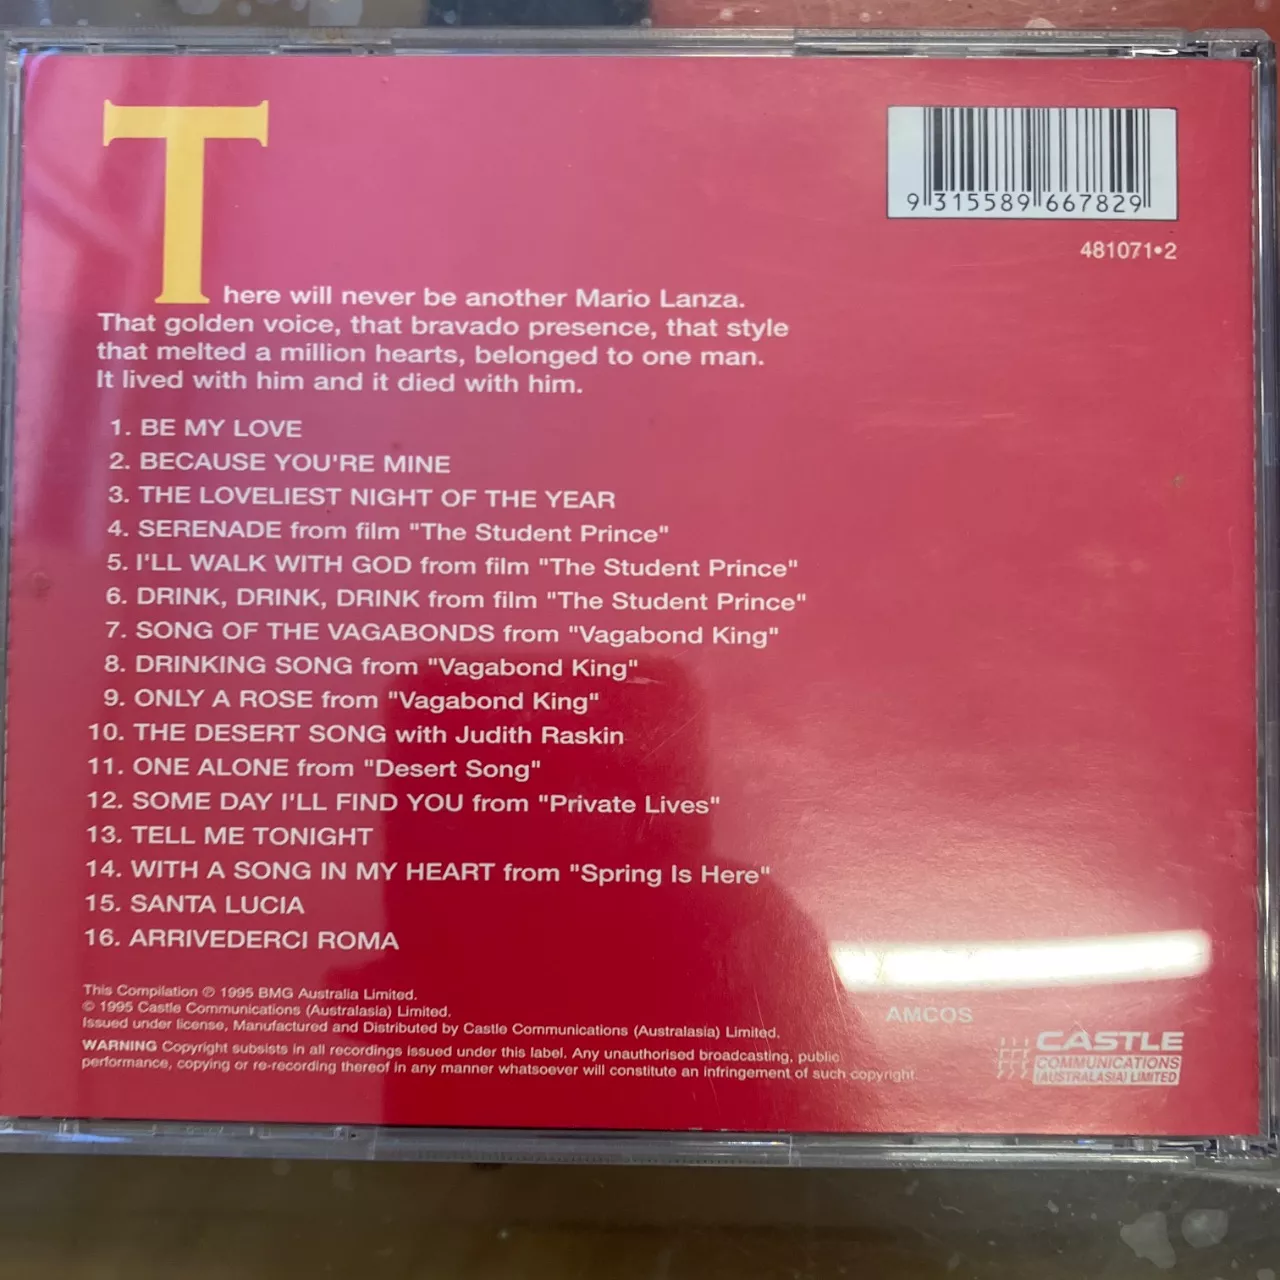 There will never be another Mario Lanza.
That golden voice, that bravado presence, that style
that melted a million hearts, belonged to one man.
It lived with him and it died with him.
9 315589 667829
481071•2
1. BE MY LOVE
2. BECAUSE YOU'RE MINE
3. THE LOVELIEST NIGHT OF THE YEAR
4. SERENADE from film "The Student Prince"
5. I'LL WALK WITH GOD from film "The Student Prince"
6. DRINK, DRINK, DRINK from film "The Student Prince"
7. SONG OF THE VAGABONDS from "Vagabond King"
8. DRINKING SONG from "Vagabond King"
9. ONLY A ROSE from "Vagabond King"
10. THE DESERT SONG with Judith Raskin
11. ONE ALONE from "Desert Song"
12. SOME DAY I'LL FIND YOU from "Private Lives"
13. TELL ME TONIGHT
14. WITH A SONG IN MY HEART from "Spring Is Here"
15. SANTA LUCIA
16. ARRIVEDERCI ROMA
This Compilation ℗ 1995 BMG Australia Limited.
© 1995 Castle Communications (Australasia) Limited.
Issued under license, Manufactured and Distributed by Castle Communications (Australasia) Limited.
WARNING Copyright subsists in all recordings issued under this label. Any unauthorised broadcasting, public
performance, copying or re-recording thereof in any manner whatsoever will constitute an infringement of such copyright
AMCOS
CASTLE
COMMUNICATIONS
(AUSTRALASIA) LIMITED